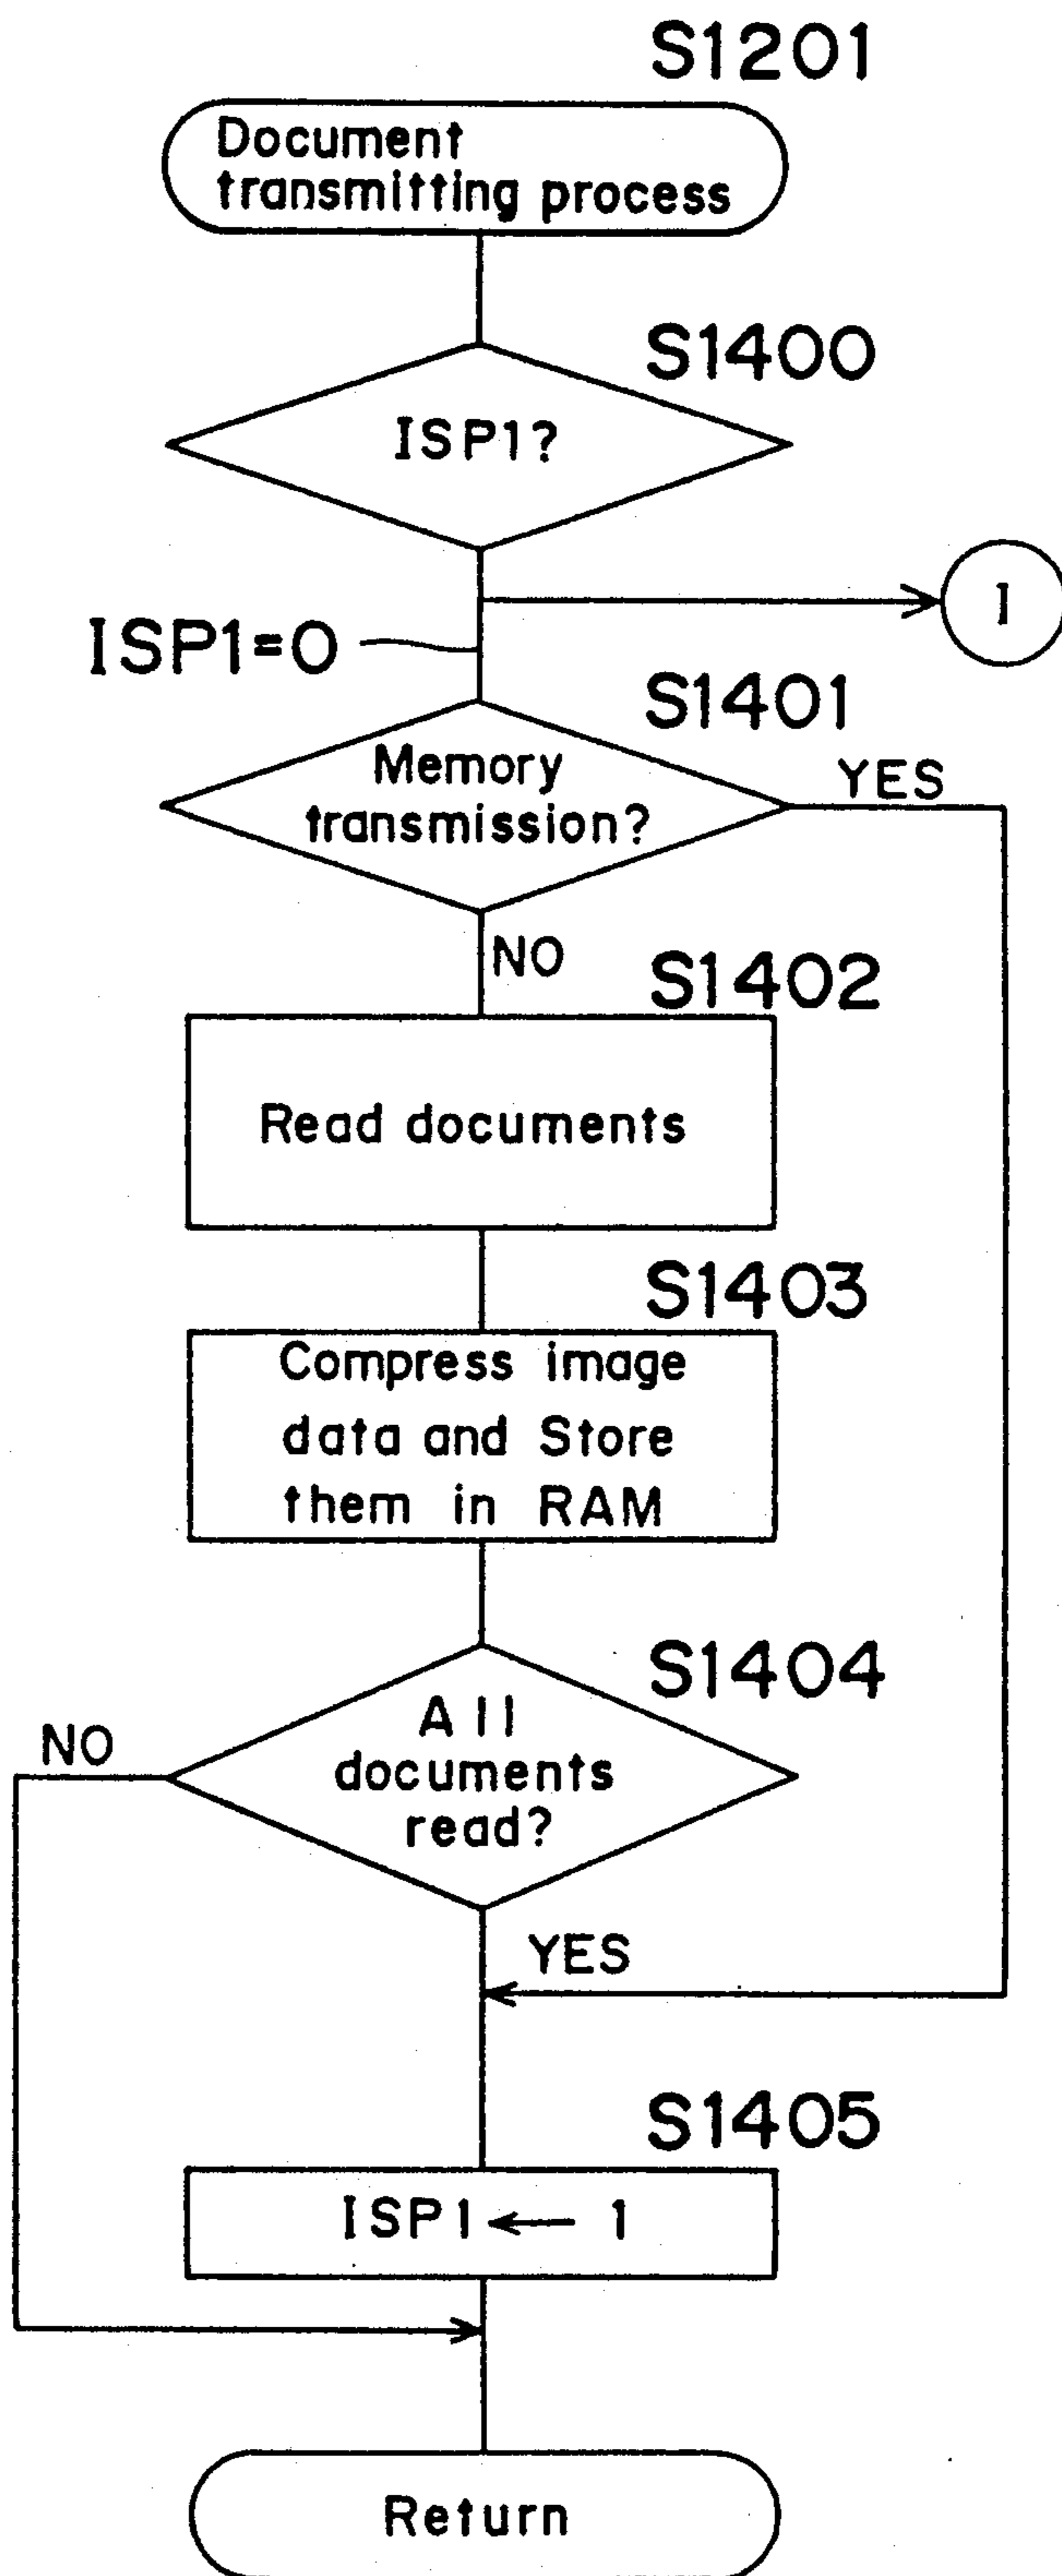 S1201
Document
transmitting process
S1400
ISP1?
I
ISP1=0
S1401
Memory
transmission?
YES
NO
S1402
Read documents
S1403
Compress image
data and Store
them in RAM
S1404
All
documents
read?
NO
YES
S1405
ISP1 ← 1
Return